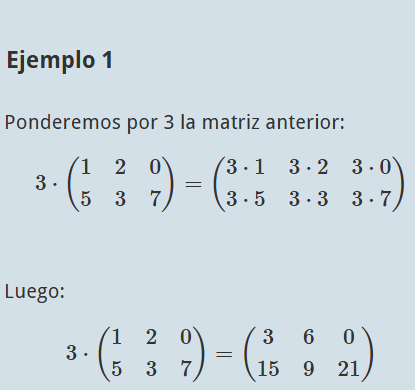 Ejemplo 1
Ponderemos por 3 la matriz anterior:
3 · (1 2 0) = (3 · 1 3 · 2 3 · 0)
(5 3 7) (3 · 5 3 · 3 3 · 7)
Luego:
3 · (1 2 0) = (3 6 0)
(5 3 7) (15 9 21)